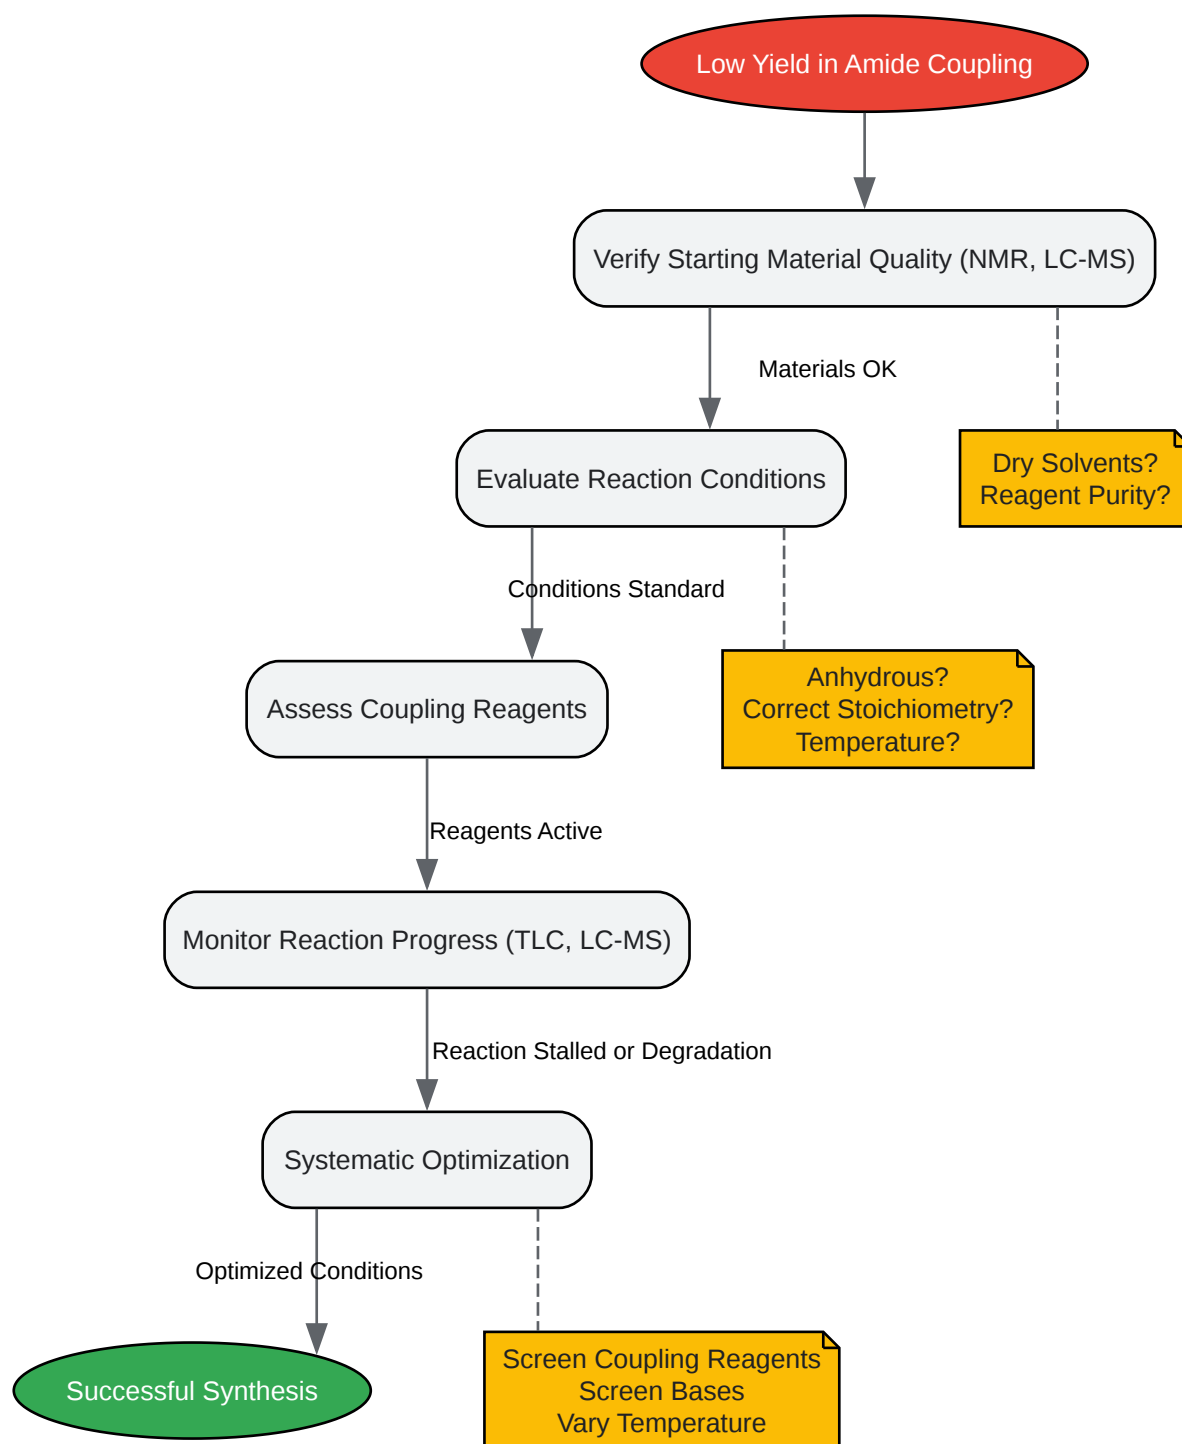 Low Yield in Amide Coupling
Verify Starting Material Quality (NMR, LC-MS)
Materials OK
Dry Solvents?
Reagent Purity?
Evaluate Reaction Conditions
Conditions Standard
Anhydrous?
Correct Stoichiometry?
Temperature?
Assess Coupling Reagents
Reagents Active
Monitor Reaction Progress (TLC, LC-MS)
Reaction Stalled or Degradation
Systematic Optimization
Optimized Conditions
Screen Coupling Reagents
Screen Bases
Vary Temperature
Successful Synthesis